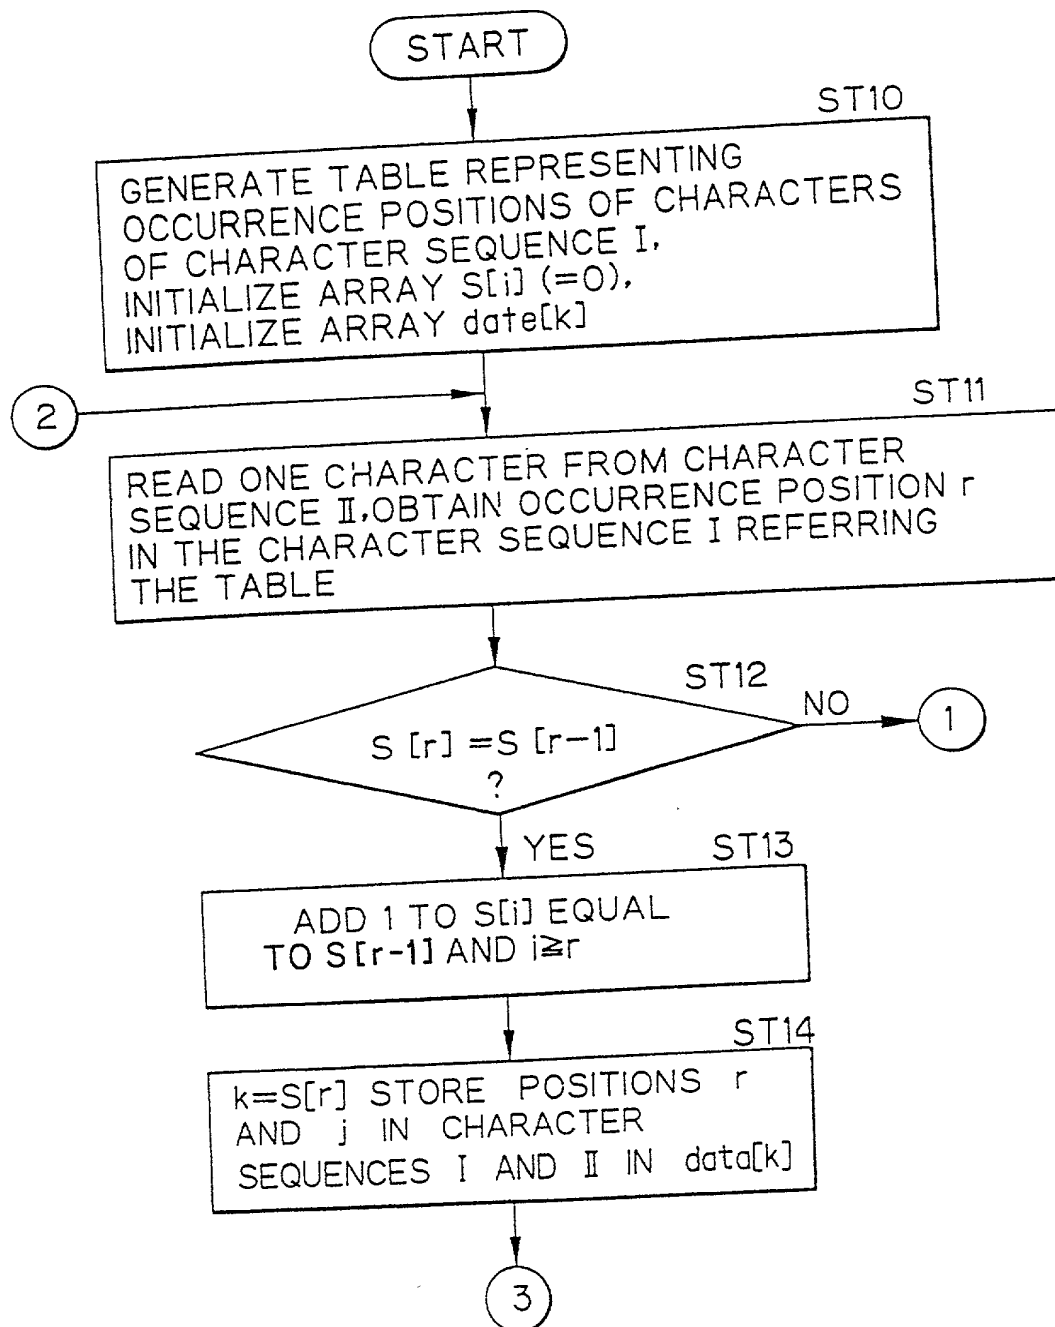 START
ST10
GENERATE TABLE REPRESENTING
OCCURRENCE POSITIONS OF CHARACTERS
OF CHARACTER SEQUENCE I,
INITIALIZE ARRAY S[i] (=0),
INITIALIZE ARRAY date[k]
2
ST11
READ ONE CHARACTER FROM CHARACTER
SEQUENCE II,OBTAIN OCCURRENCE POSITION r
IN THE CHARACTER SEQUENCE I REFERRING
THE TABLE
ST12
S [r] =S [r-1]
?
NO
1
YES
ST13
ADD 1 TO S[i] EQUAL
TO S[r-1] AND i≧r
ST14
k=S[r] STORE POSITIONS r
AND j IN CHARACTER
SEQUENCES I AND II IN data[k]
3